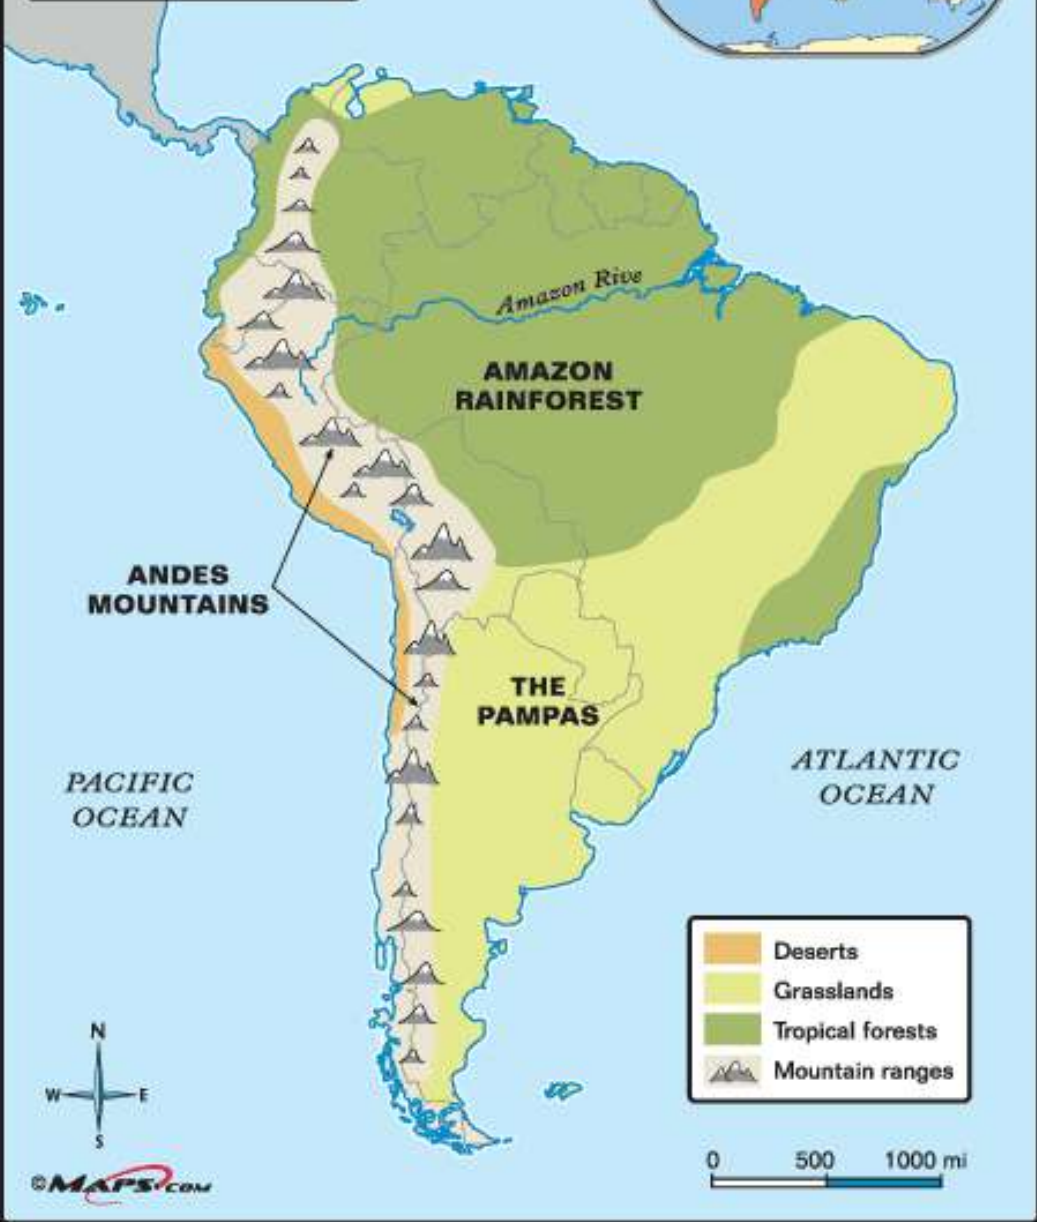 Amazon Rive
AMAZON
RAINFOREST
ANDES
MOUNTAINS
THE
PAMPAS
PACIFIC
OCEAN
ATLANTIC
OCEAN
Deserts
Grasslands
Tropical forests
Mountain ranges
N
W E
S
0 500 1000 mi
©MAPS.COM